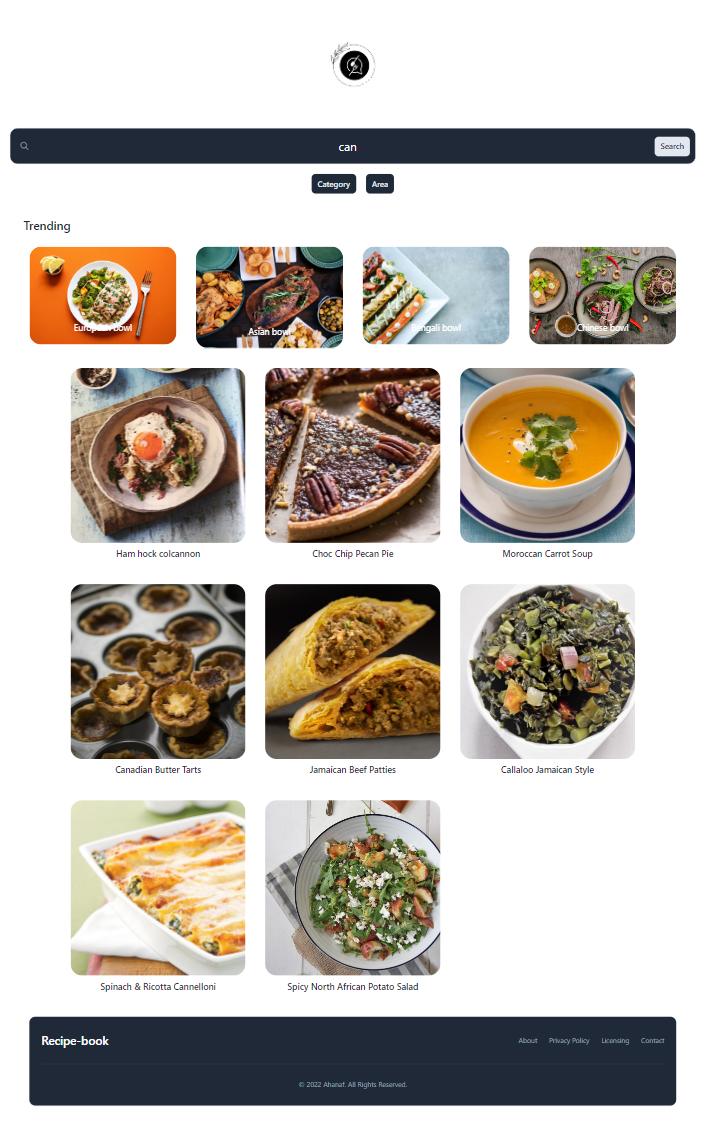 can
Search
Category Area
Trending
European bowl
Asian bowl
Bengali bowl
Chinese bowl
Ham hock colcannon
Choc Chip Pecan Pie
Moroccan Carrot Soup
Canadian Butter Tarts
Jamaican Beef Patties
Callaloo Jamaican Style
Spinach & Ricotta Cannelloni
Spicy North African Potato Salad
Recipe-book
About Privacy Policy Licensing Contact
© 2022 Ahanaf. All Rights Reserved.